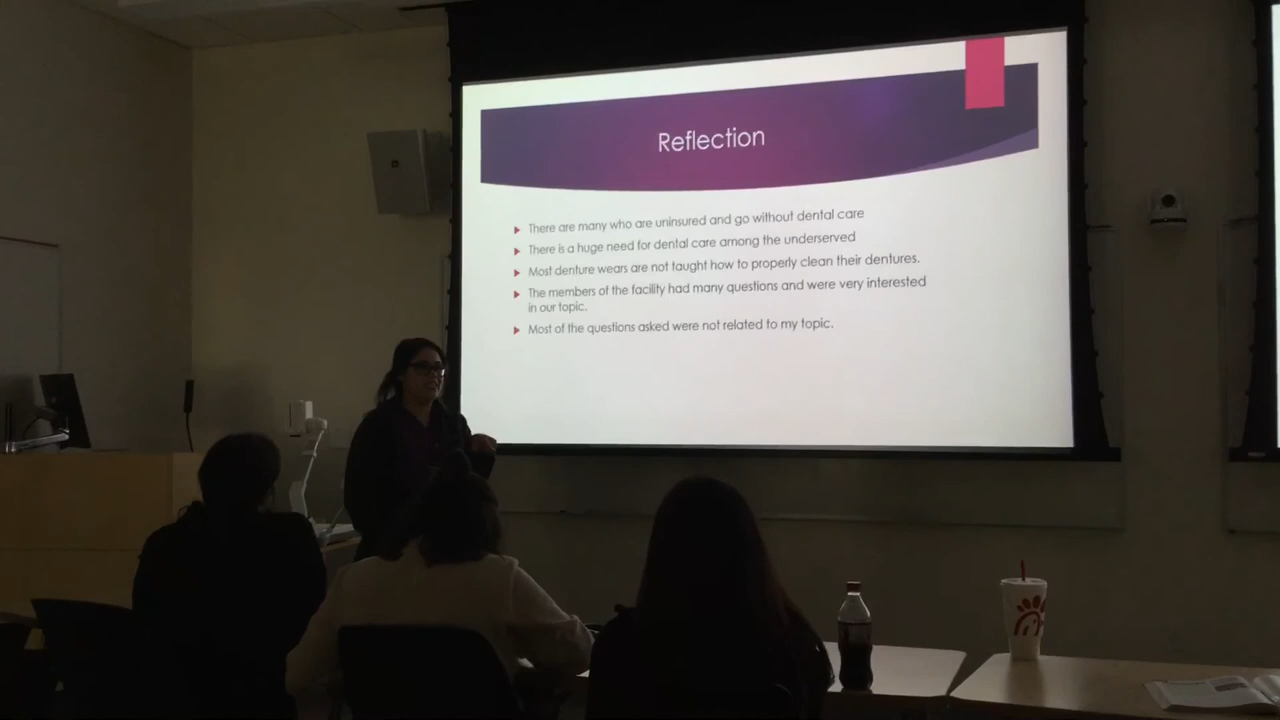 Reflection
There are many who are uninsured and go without dental care
There is a huge need for dental care among the underserved
Most denture wears are not taught how to properly clean their dentures.
The members of the facility had many questions and were very interested
in our topic.
Most of the questions asked were not related to my topic.